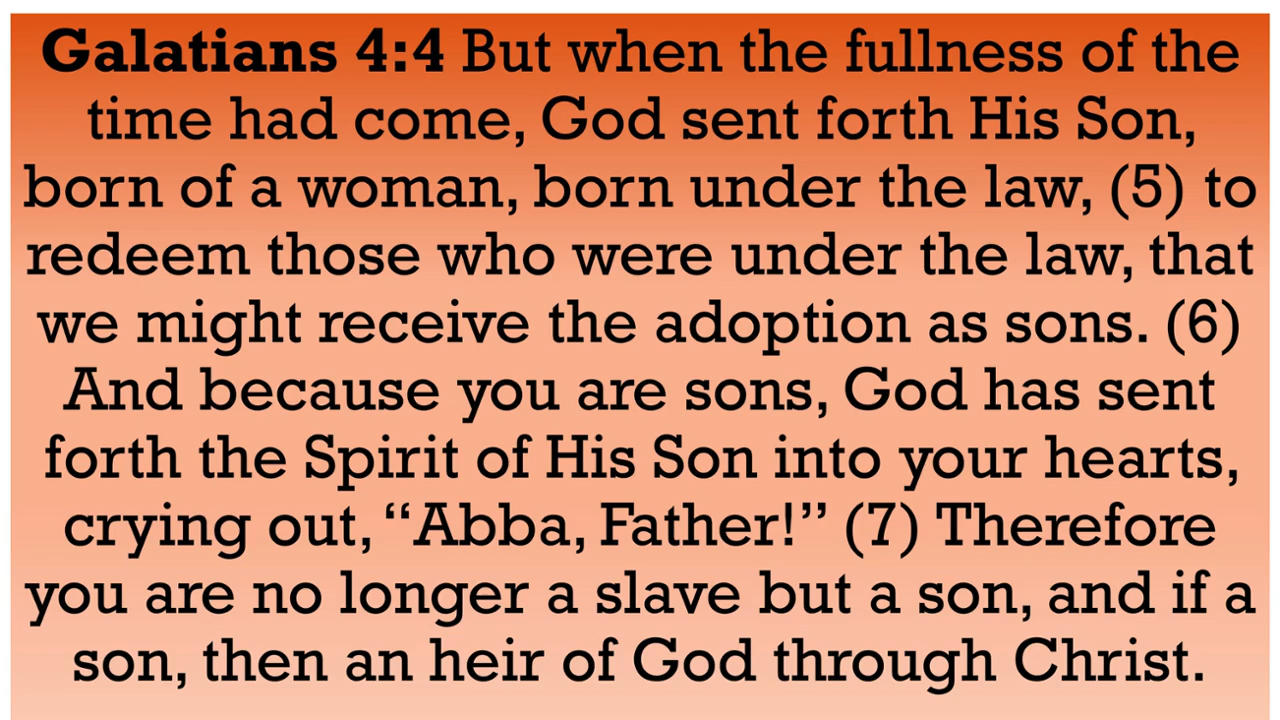 Galatians 4:4 But when the fullness of the
time had come, God sent forth His Son,
born of a woman, born under the law, (5) to
redeem those who were under the law, that
we might receive the adoption as sons. (6)
And because you are sons, God has sent
forth the Spirit of His Son into your hearts,
crying out, “Abba, Father!” (7) Therefore
you are no longer a slave but a son, and if a
son, then an heir of God through Christ.